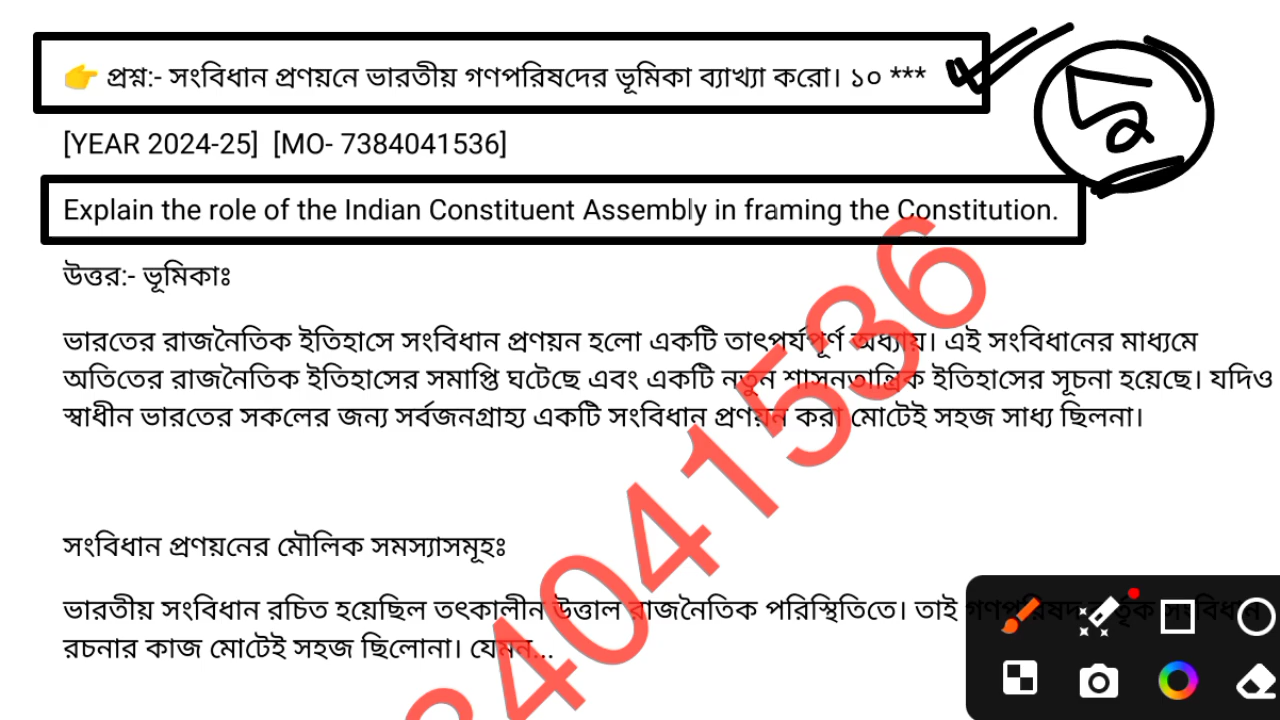 👉 প্রশ্ন:- সংবিধান প্রণয়নে ভারতীয় গণপরিষদের ভূমিকা ব্যাখ্যা করো। ১০ ***
[YEAR 2024-25] [MO- 7384041536]
Explain the role of the Indian Constituent Assembly in framing the Constitution.
উত্তর:- ভূমিকাঃ
ভারতের রাজনৈতিক ইতিহাসে সংবিধান প্রণয়ন হলো একটি তাৎপর্যপূর্ণ অধ্যায়। এই সংবিধানের মাধ্যমে
অতিতের রাজনৈতিক ইতিহাসের সমাপ্তি ঘটেছে এবং একটি নতুন শাসনতান্ত্রিক ইতিহাসের সূচনা হয়েছে। যদিও
স্বাধীন ভারতের সকলের জন্য সর্বজনগ্রাহ্য একটি সংবিধান প্রণয়ন করা মোটেই সহজ সাধ্য ছিলনা।
সংবিধান প্রণয়নের মৌলিক সমস্যাসমূহঃ
ভারতীয় সংবিধান রচিত হয়েছিল তৎকালীন উত্তাল রাজনৈতিক পরিস্থিতিতে। তাই গণপরিষদ কর্তৃক সংবিধান
রচনার কাজ মোটেই সহজ ছিলোনা। যেমন...
84041536